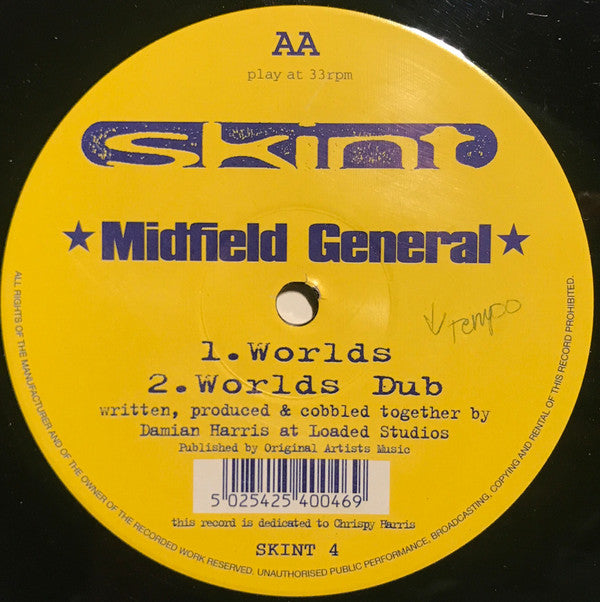 AA
play at 33rpm
skint
★Midfield General★
↓Tempo
1.Worlds
2.Worlds Dub
written, produced & cobbled together by
Damian Harris at Loaded Studios
Published by Original Artists Music
5 025425 400469
this record is dedicated to Chrispy Harris
SKINT 4
ALL RIGHTS OF THE MANUFACTURER AND OF THE OWNER OF THE RECORDED WORK RESERVED. UNAUTHORISED PUBLIC PERFORMANCE, BROADCASTING, COPYING AND RENTAL OF THIS RECORD PROHIBITED.